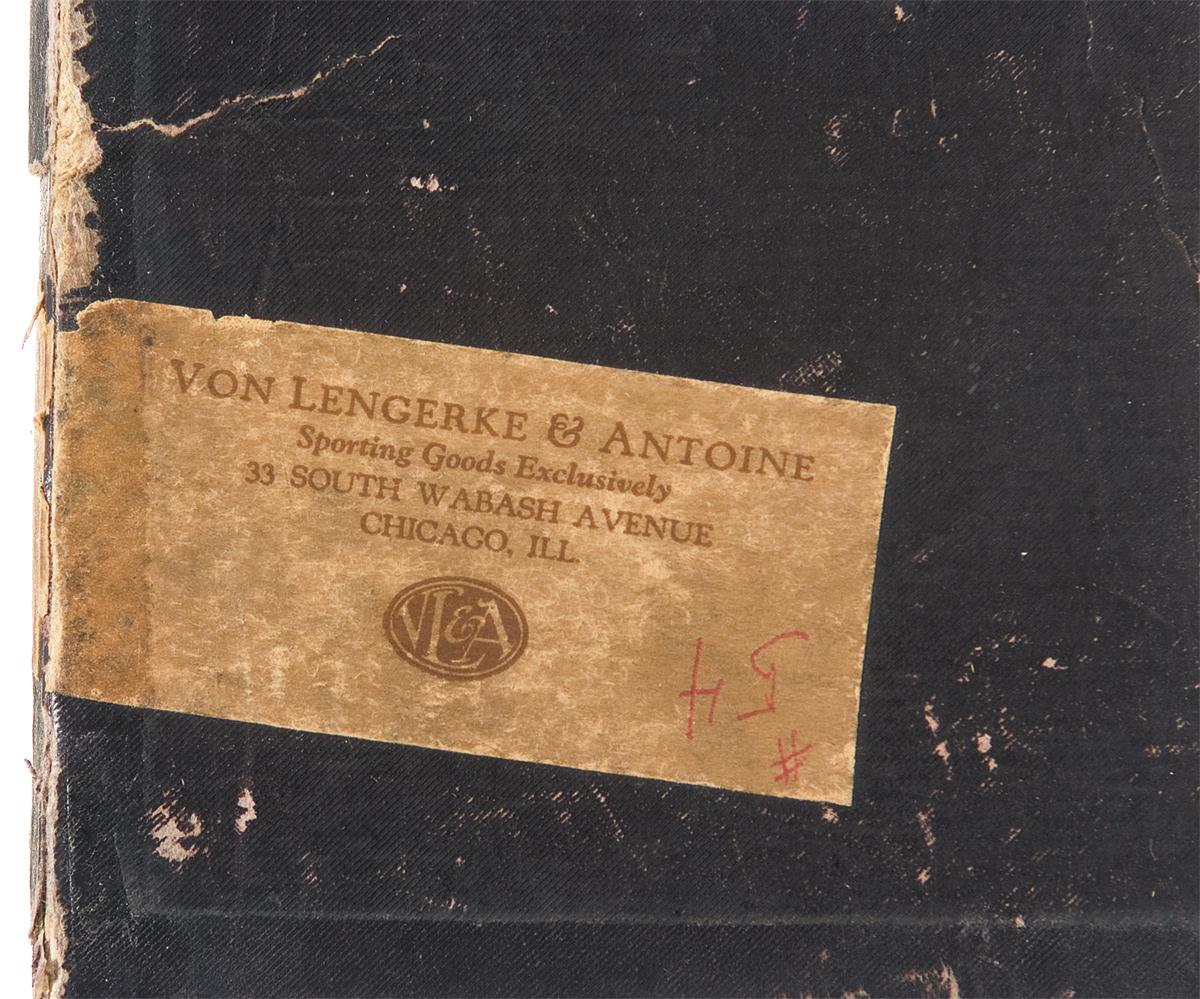 VON LENGERKE & ANTOINE
Sporting Goods Exclusively
33 SOUTH WABASH AVENUE
CHICAGO, ILL.
VL&A
#
54